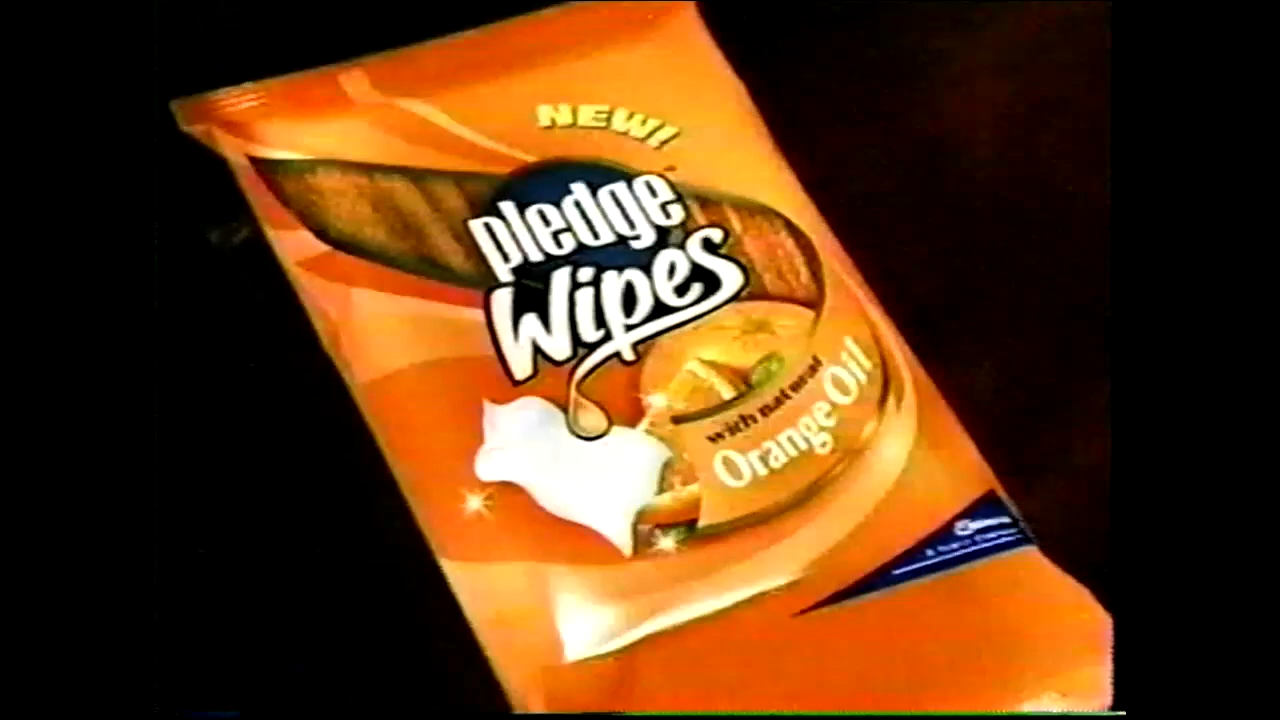 NEW!
pledge
Wipes
with natural
Orange Oil